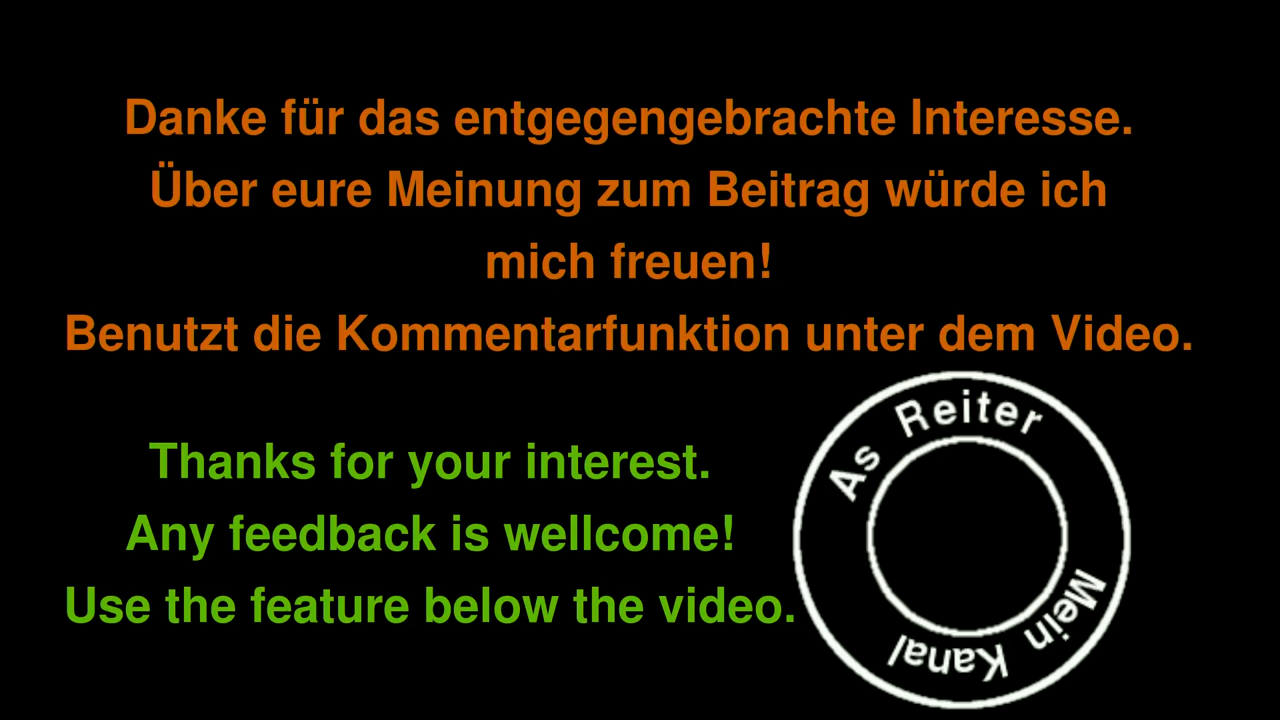 Danke für das entgegengebrachte Interesse.
Über eure Meinung zum Beitrag würde ich
mich freuen!
Benutzt die Kommentarfunktion unter dem Video.
Thanks for your interest.
Any feedback is wellcome!
Use the feature below the video.
As Reiter
Mein Kanal